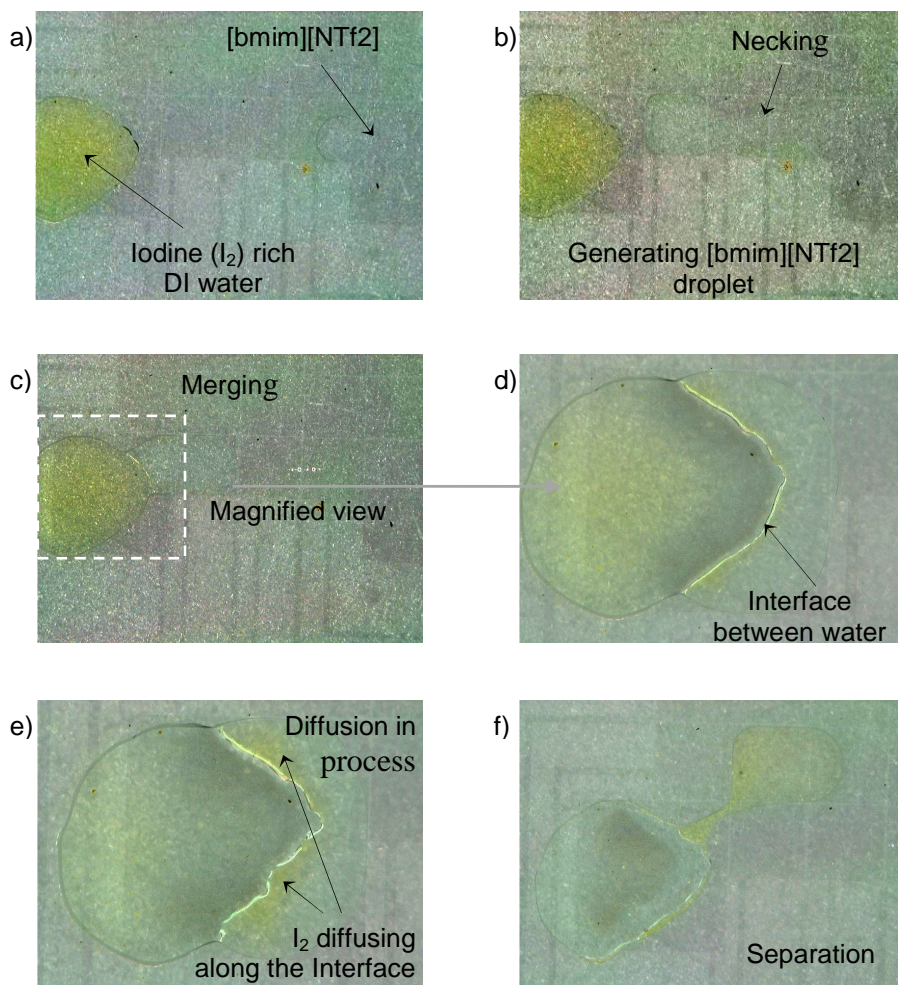 a)
[bmim][NTf2]
Iodine (I₂) rich
DI water
b)
Necking
Generating [bmim][NTf2]
droplet
c)
Merging
Magnified view
d)
Interface
between water
e)
Diffusion in
process
I₂ diffusing
along the Interface
f)
Separation